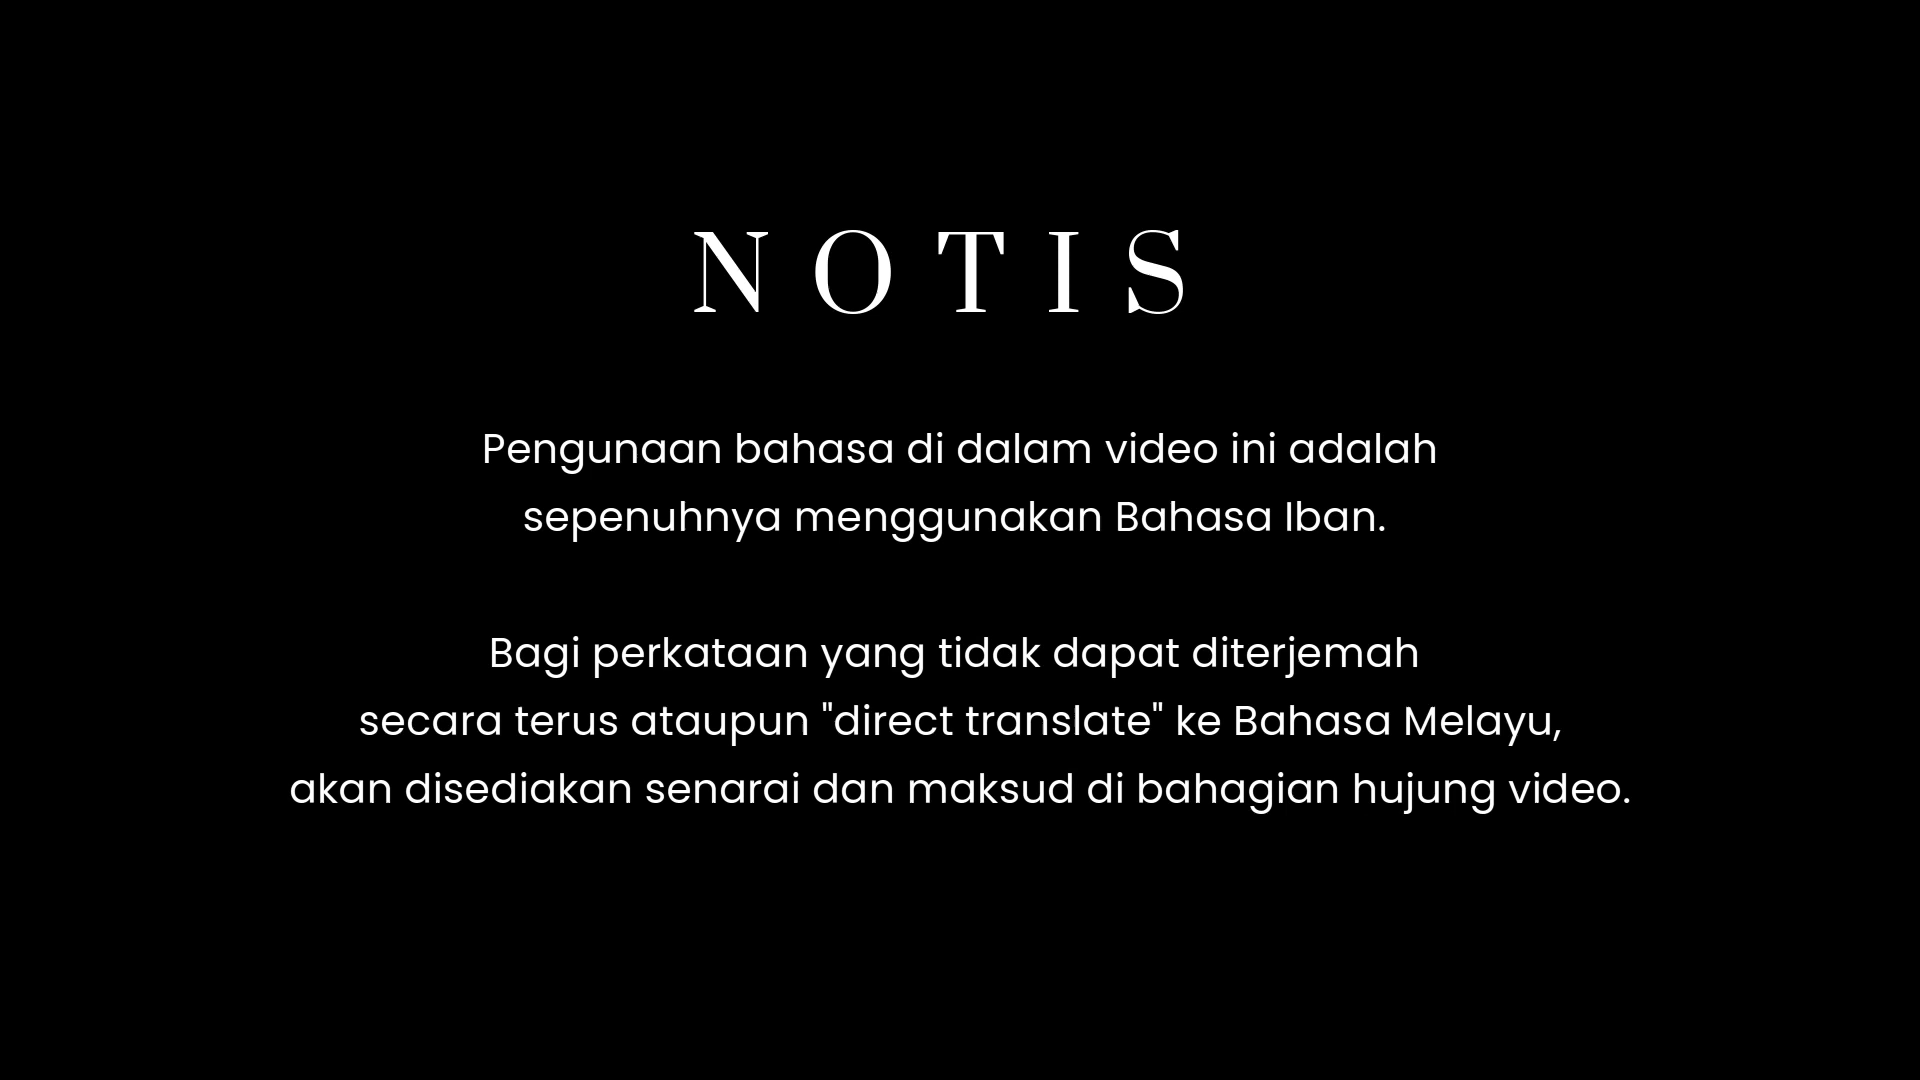 NOTIS
Pengunaan bahasa di dalam video ini adalah
sepenuhnya menggunakan Bahasa Iban.
Bagi perkataan yang tidak dapat diterjemah
secara terus ataupun "direct translate" ke Bahasa Melayu,
akan disediakan senarai dan maksud di bahagian hujung video.